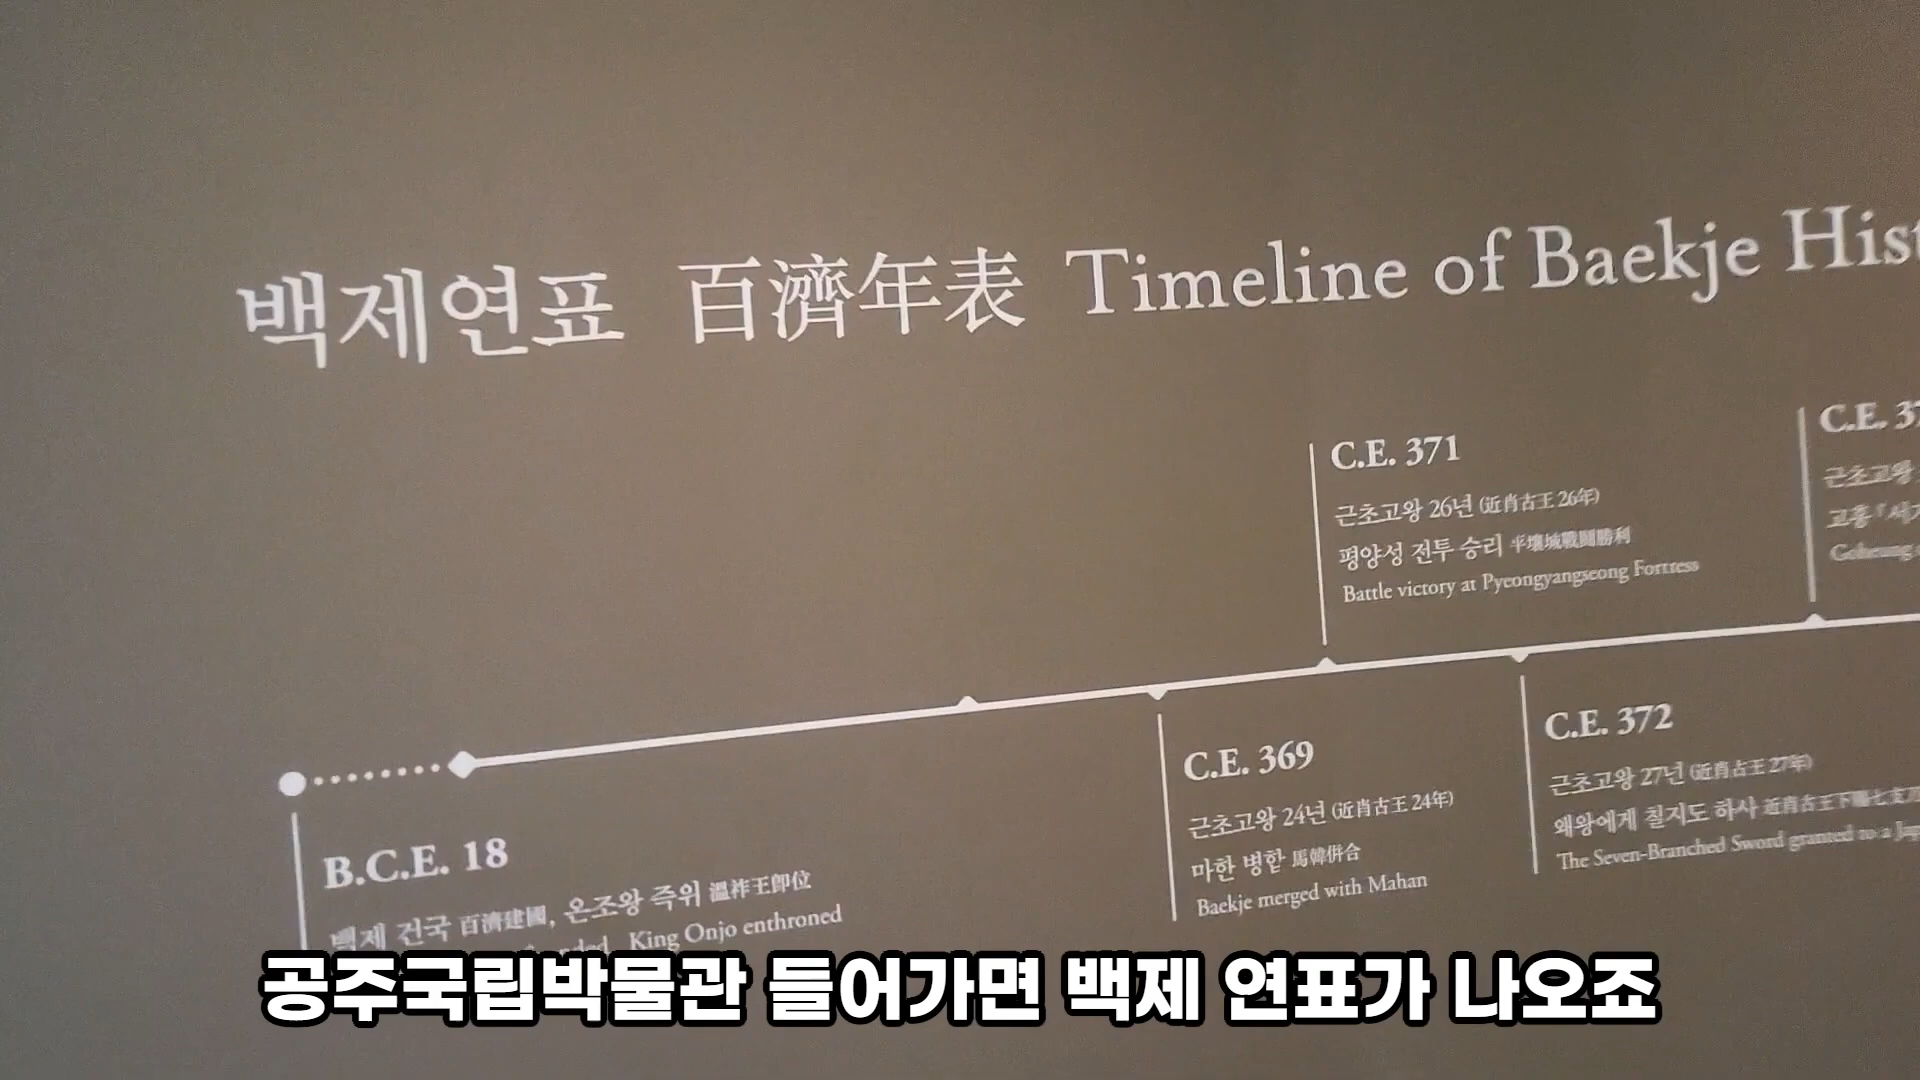 백제연표 百濟年表 Timeline of Baekje
C.E. 371
근초고왕 26년 (近肖古王 26年)
평양성 전투 승리 平壤城戰鬪勝利
Battle victory at Pyeongyangseong Fortress
C.E.
근초고왕
고흥
Goheung
B.C.E. 18
백제 건국 百濟建國, 온조왕 즉위 溫祚王卽位
King Onjo enthroned
C.E. 369
근초고왕 24년 (近肖古王 24年)
마한 병합 馬韓倂合
Baekje merged with Mahan
C.E. 372
근초고왕 27년 (近肖古王 27年)
왜왕에게 칠지도 하사
The Seven-Branched Sword granted to a
공주국립박물관 들어가면 백제 연표가 나오죠